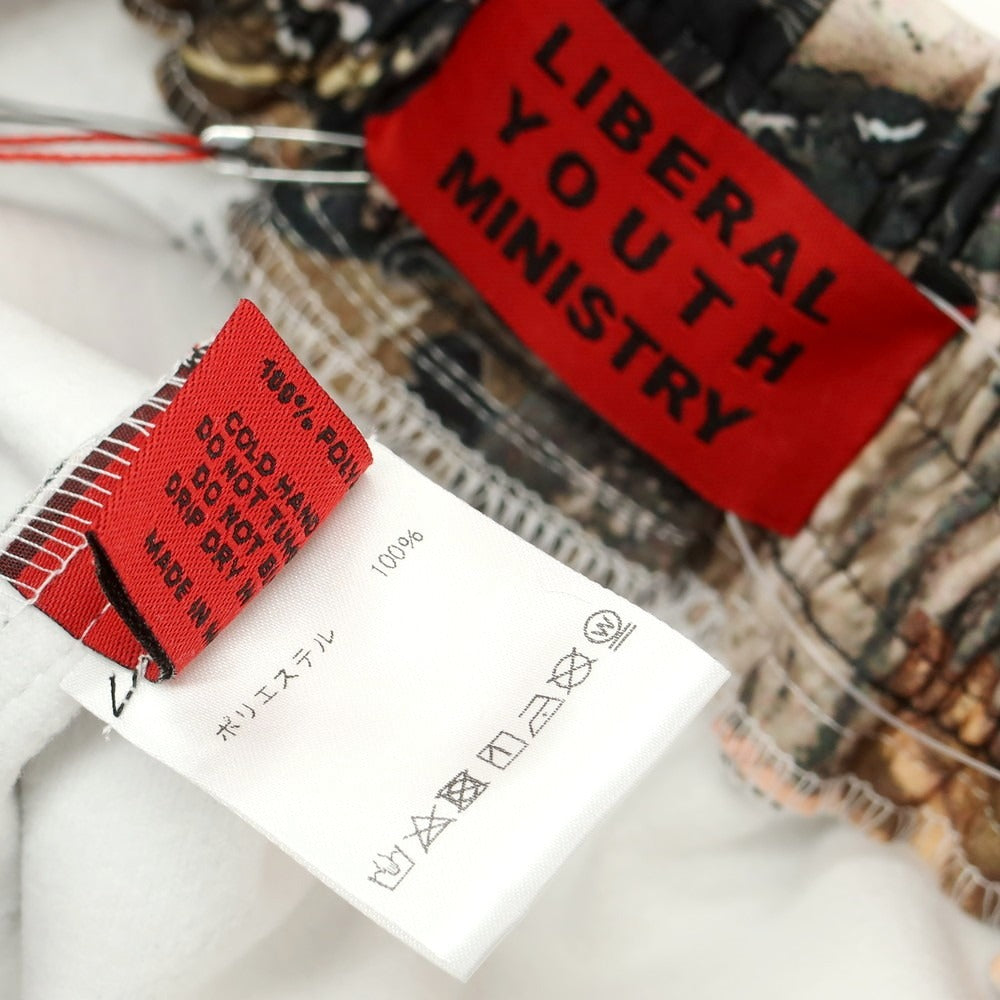 LIBERAL
YOUTH
MINISTRY
100% POLY
COLD HAND
DO NOT TUM
DO NOT BL
DRIP DRY
MADE IN
L
100%
ポリエステル
W